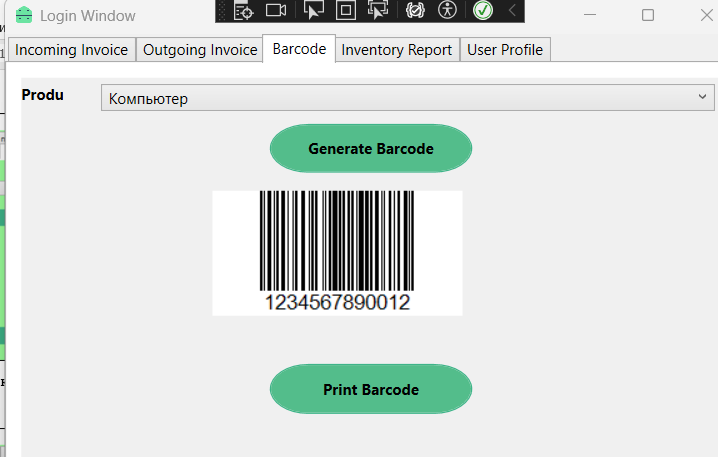 Login Window
Incoming Invoice Outgoing Invoice Barcode Inventory Report User Profile
Produ Компьютер
Generate Barcode
1234567890012
Print Barcode